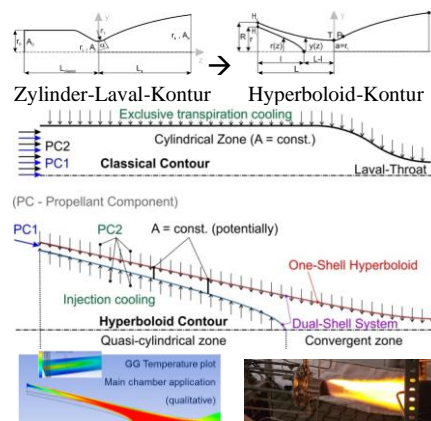 Y
Y
Z
H
H
R
r
r(z)
y(z)
T
P
l
L-l
L
Zylinder-Laval-Kontur
Hyperboloid-Kontur
Exclusive transpiration cooling
Cylindrical Zone (A = const.)
PC2
PC1
Classical Contour
Laval-Throat
(PC - Propellant Component)
PC1
PC2
A = const. (potentially)
One-Shell Hyperboloid
Injection cooling
Hyperboloid Contour
Dual-Shell System
Quasi-cylindrical zone
Convergent zone
GG Temperature plot
Main chamber application
(qualitative)